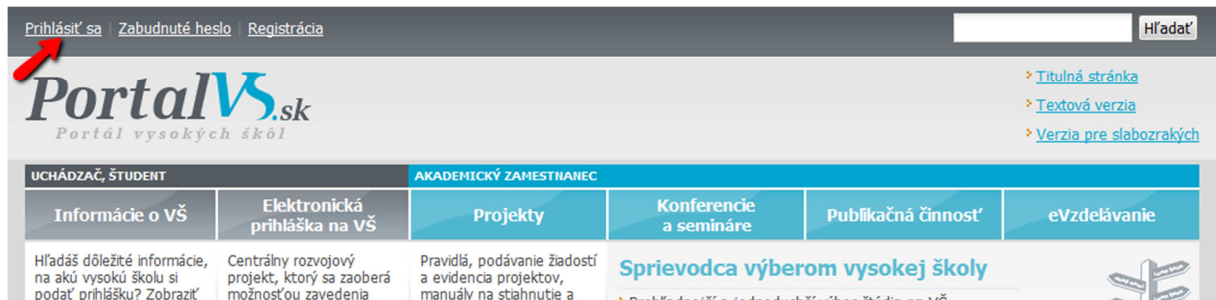 Prihlásiť sa | Zabudnuté heslo | Registrácia
Hľadať
PortalVS.sk
Portál vysokých škôl
Titulná stránka
Textová verzia
Verzia pre slabozrakých
UCHÁDZAČ, ŠTUDENT
AKADEMICKÝ ZAMESTNANEC
Informácie o VŠ
Elektronická
prihláška na VŠ
Projekty
Konferencie
a semináre
Publikačná činnosť
eVzdelávanie
Hľadáš dôležité informácie,
na akú vysokú školu si
podať prihlášku? Zobraziť
Centrálny rozvojový
projekt, ktorý sa zaoberá
možnosťou zavedenia
Pravidlá, podávanie žiadostí
a evidencia projektov,
manuály na stiahnutie a
Sprievodca výberom vysokej školy